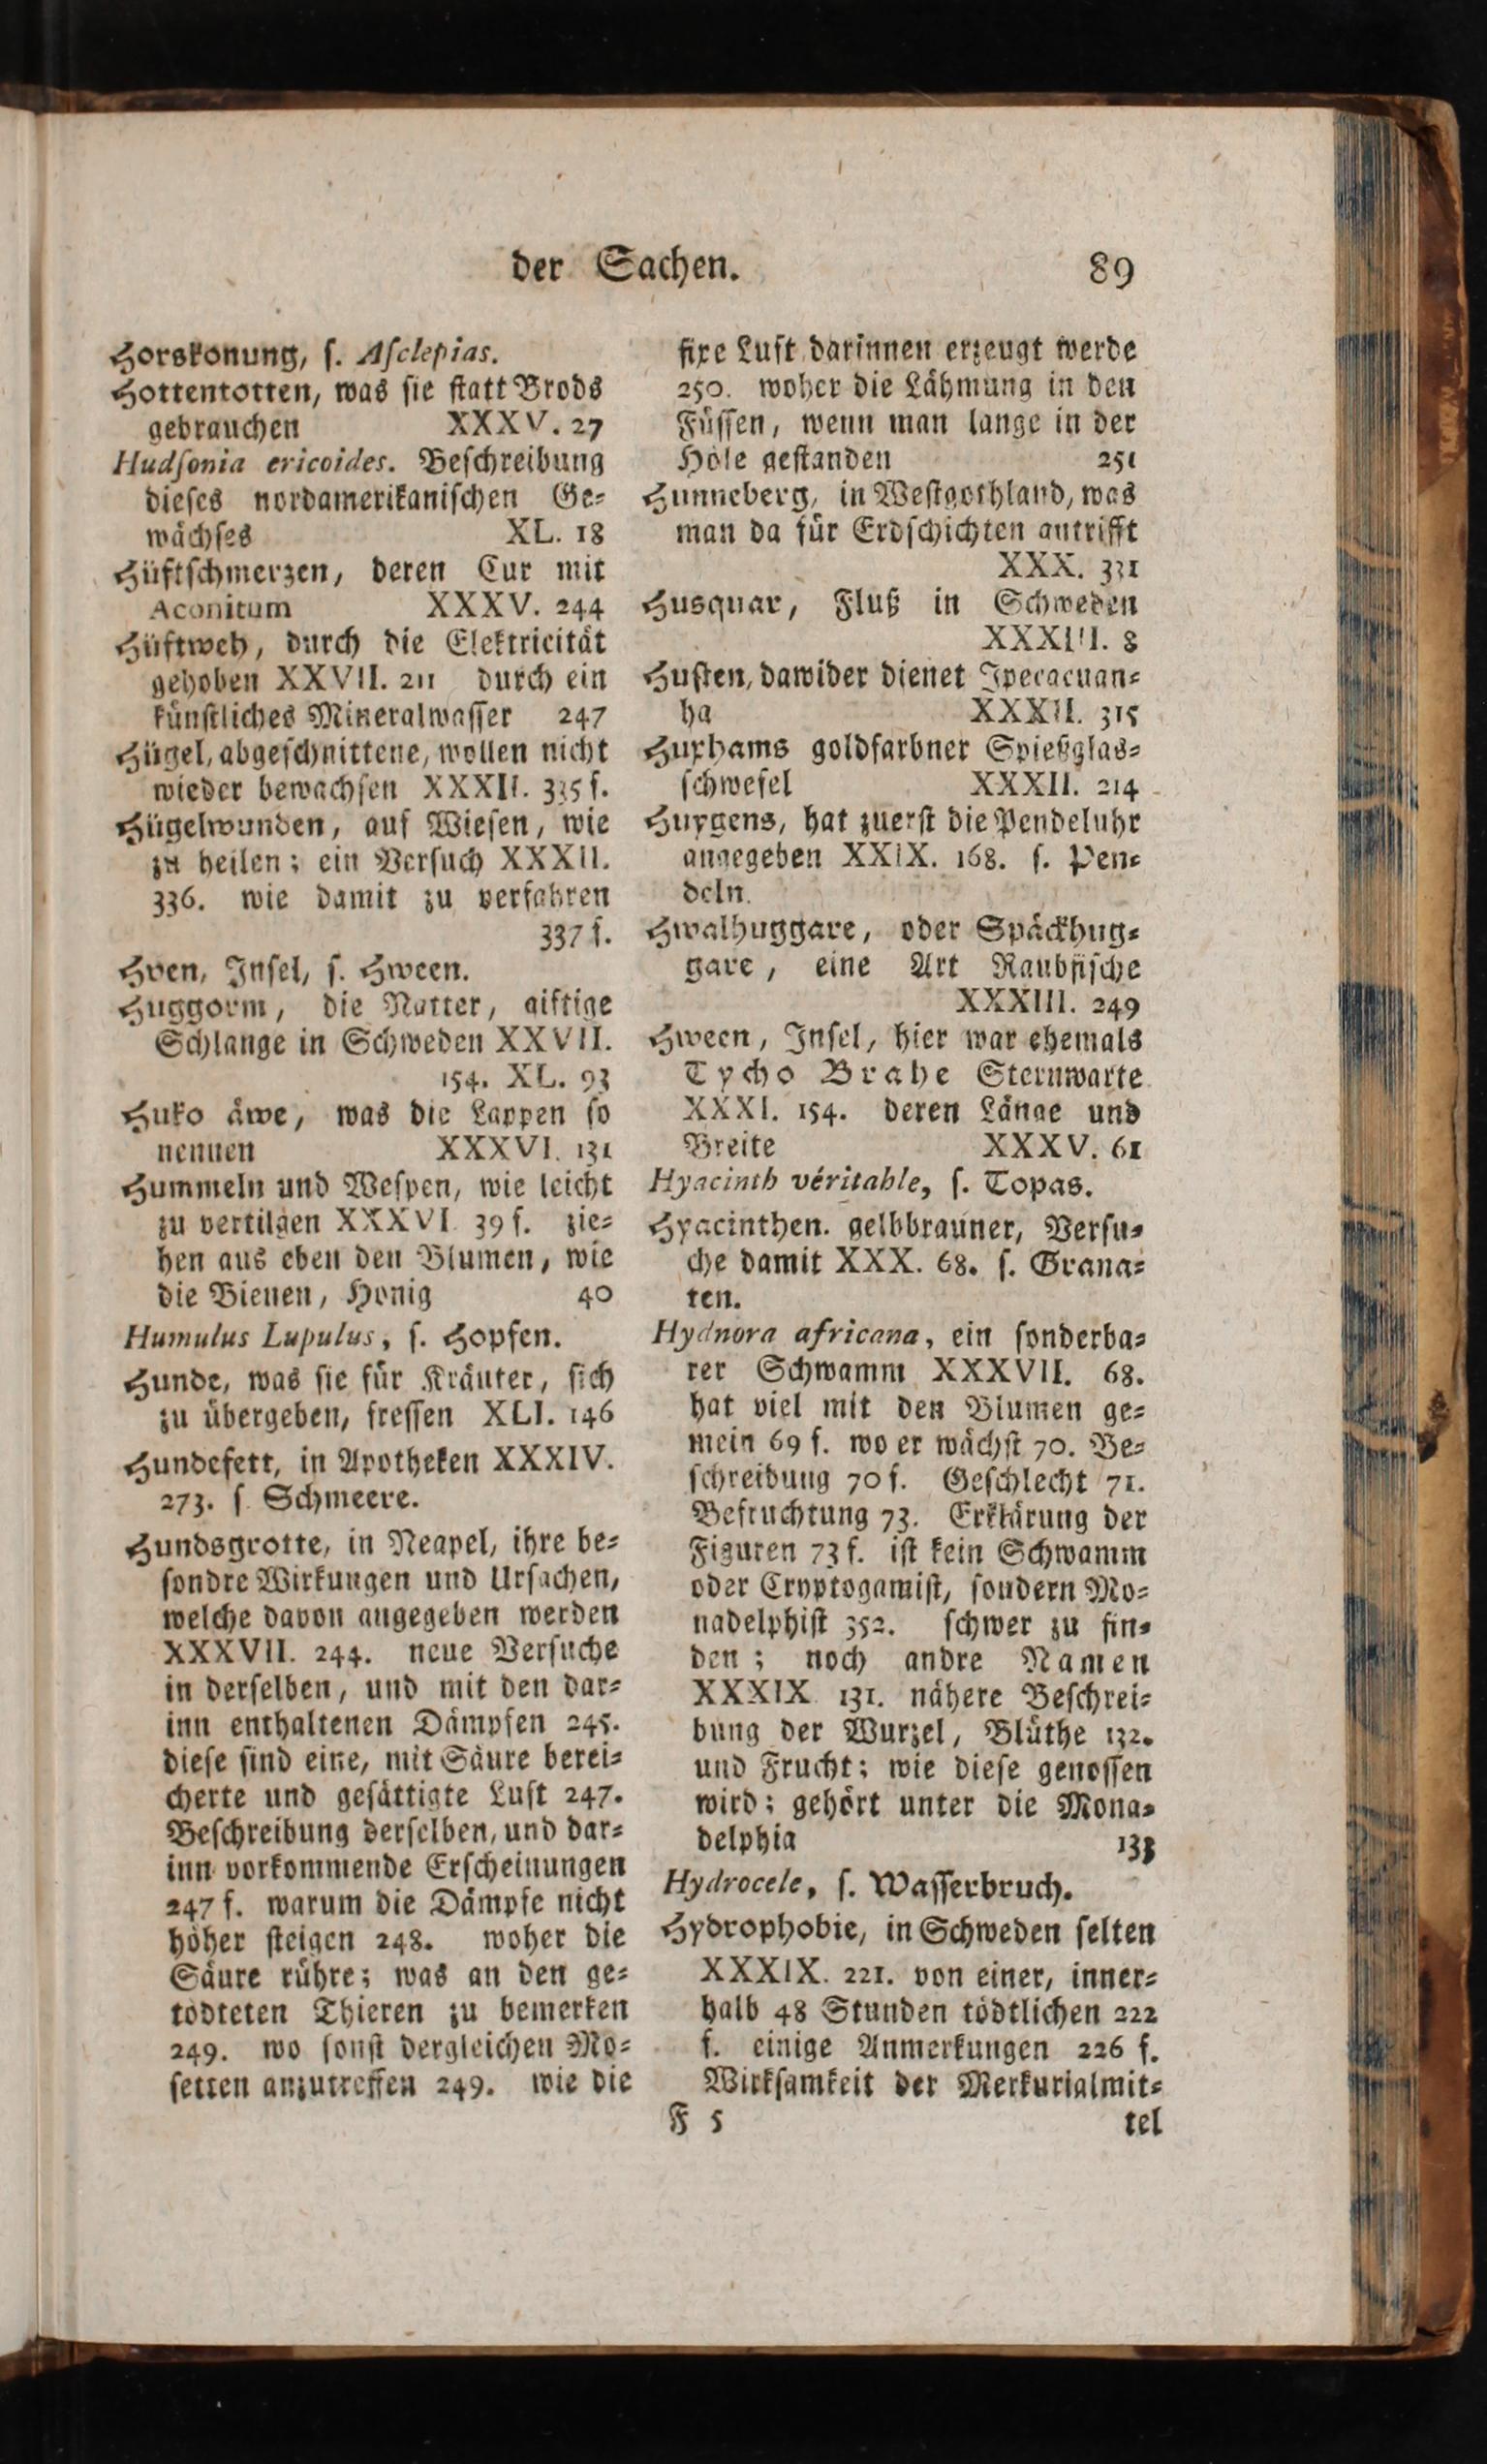 der Sachen. 89
Horskonung, ſ. Aſclepias.
Hottentotten, was ſie ſtatt Brods
gebrauchen XXXV. 27
Hudſonia ericoides. Beſchreibung
dieſes nordamerikaniſchen Ge⸗
wächſes XL. 18
Hüftſchmerzen, deren Cur mit
Aconitum XXXV. 244
Hüftweh, durch die Elektricität
gehoben XXVII. 211 durch ein
künſtliches Mineralwaſſer 247
Hügel, abgeſchnittene, wollen nicht
wieder bewachſen XXXII. 335 f.
Hügelwunden, auf Wieſen, wie
zu heilen; ein Verſuch XXXII.
336. wie damit zu verfahren
337 f.
Hven, Inſel, ſ. Hween.
Huggorm, die Natter, giftige
Schlange in Schweden XXVII.
154. XL. 93
Huko äwe, was die Lappen ſo
nennen XXXVI. 131
Hummeln und Weſpen, wie leicht
zu vertilgen XXXVI. 39 f. zie⸗
hen aus eben den Blumen, wie
die Bienen, Honig 40
Humulus Lupulus, ſ. Hopfen.
Hunde, was ſie für Kräuter, ſich
zu übergeben, freſſen XLI. 146
Hundefett, in Apotheken XXXIV.
273. ſ. Schmeere.
Hundsgrotte, in Neapel, ihre be⸗
ſondre Wirkungen und Urſachen,
welche davon angegeben werden
XXXVII. 244. neue Verſuche
in derſelben, und mit den dar⸗
inn enthaltenen Dämpfen 245.
dieſe ſind eine, mit Säure berei⸗
cherte und geſättigte Luft 247.
Beſchreibung derſelben, und dar⸗
inn vorkommende Erſcheinungen
247 f. warum die Dämpfe nicht
höher ſteigen 248. woher die
Säure rühre; was an den ge⸗
tödteten Thieren zu bemerken
249. wo ſonſt dergleichen Mo⸗
fetten anzutreffen 249. wie die
fixe Luft darinnen erzeugt werde
250. woher die Lähmung in den
Füſſen, wenn man lange in der
Höle geſtanden 251
Hunneberg, in Weſtgothland, was
man da für Erdſchichten antrifft
XXX. 331
Husquar, Fluß in Schweden
XXXIII. 8
Huſten, dawider dienet Ipecacuan⸗
ha XXXII. 315
Huxhams goldfarbner Spießglas⸗
ſchwefel XXXII. 214
Huygens, hat zuerſt die Pendeluhr
angegeben XXIX. 168. ſ. Pen⸗
deln.
Hwalhuggare, oder Späckhug⸗
gare, eine Art Raubfiſche
XXXIII. 249
Hween, Inſel, hier war ehemals
Tycho Brahe Sternwarte
XXXI. 154. deren Länge und
Breite XXXV. 61
Hyacinth véritable, ſ. Topas.
Hyacinthen. gelbbrauner, Verſu⸗
che damit XXX. 68. ſ. Grana⸗
ten.
Hydnora africana, ein ſonderba⸗
rer Schwamm XXXVII. 68.
hat viel mit den Blumen ge⸗
mein 69 f. wo er wächſt 70. Be⸗
ſchreibung 70 f. Geſchlecht 71.
Befruchtung 73. Erklärung der
Figuren 73 f. iſt kein Schwamm
oder Cryptogamiſt, ſondern Mo⸗
nadelphiſt 352. ſchwer zu fin⸗
den; noch andre Namen
XXXIX. 131. nähere Beſchrei⸗
bung der Wurzel, Blüthe 132.
und Frucht; wie dieſe genoſſen
wird; gehört unter die Mona⸗
delphia 133
Hydrocele, ſ. Waſſerbruch.
Hydrophobie, in Schweden ſelten
XXXIX. 221. von einer, inner⸗
halb 48 Stunden tödtlichen 222
f. einige Anmerkungen 226 f.
Wirkſamkeit der Merkurialmit⸗
F 5 tel